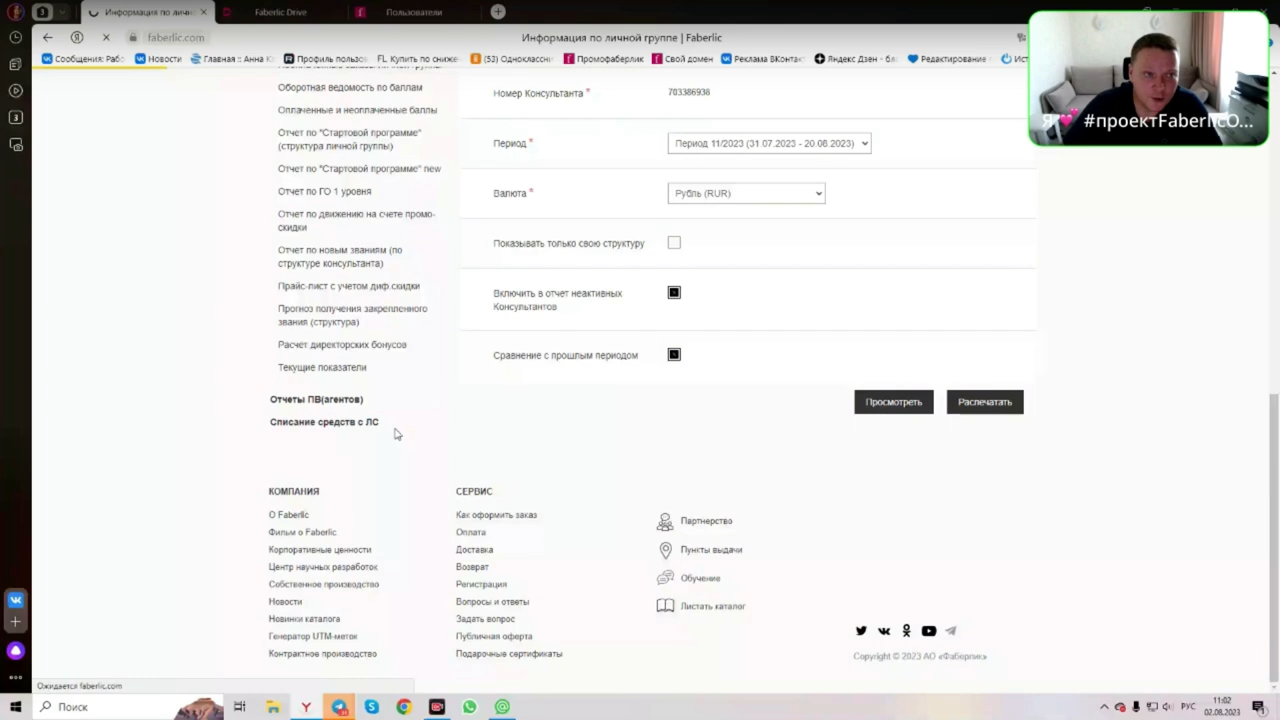 3
Информация по личн
Faberlic Drive
Пользователи
faberlic.com
Информация по личной группе | Faberlic
Сообщения: Рабо
Новости
Главная : Анна К
Профиль пользов
FL Купить по сниже
(53) Одноклассни
Промофаберлик
Свой домен
Реклама ВКонтак
Яндекс Дзен - бло
Редактирование
Ист
Я 💕 #проектFaberlicO...
Оборотная ведомость по баллам
Оплаченные и неоплаченные баллы
Отчет по "Стартовой программе"
(структура личной группы)
Отчет по "Стартовой программе" new
Отчет по ГО 1 уровня
Отчет по движению на счете промо-
скидки
Отчет по новым званиям (по
структуре консультанта)
Прайс-лист с учетом диф.скидки
Прогноз получения закрепленного
звания (структура)
Расчет директорских бонусов
Текущие показатели
Отчеты ПВ(агентов)
Списание средств с ЛС
Номер Консультанта *
703386938
Период *
Период 11/2023 (31.07.2023 - 20.08.2023)
Валюта *
Рубль (RUR)
Показывать только свою структуру
Включить в отчет неактивных
Консультантов
Сравнение с прошлым периодом
Просмотреть
Распечатать
КОМПАНИЯ
О Faberlic
Фильм о Faberlic
Корпоративные ценности
Центр научных разработок
Собственное производство
Новости
Новинки каталога
Генератор UTM-меток
Контрактное производство
СЕРВИС
Как оформить заказ
Оплата
Доставка
Возврат
Регистрация
Вопросы и ответы
Задать вопрос
Публичная оферта
Подарочные сертификаты
Партнерство
Пункты выдачи
Обучение
Листать каталог
Copyright © 2023 АО «Фаберлик»
Ожидается faberlic.com
Поиск
РУС
11:02
02.08.2023